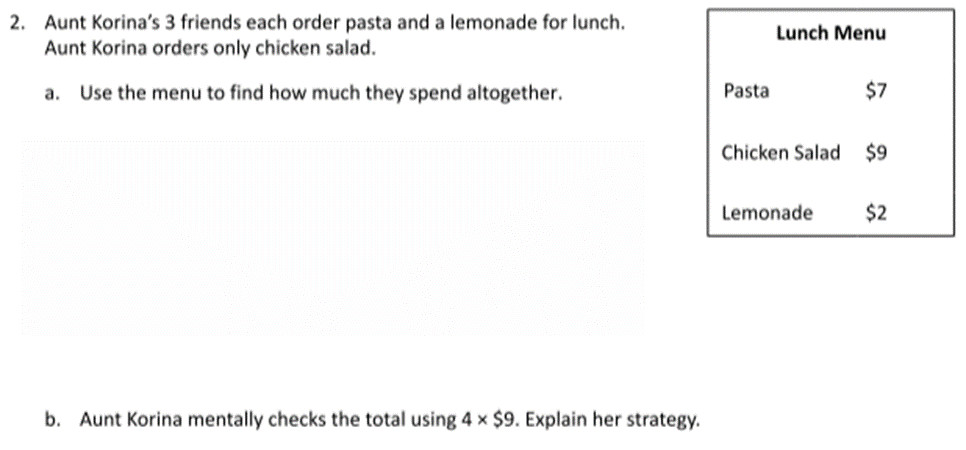 2. Aunt Korina's 3 friends each order pasta and a lemonade for lunch.
Aunt Korina orders only chicken salad.
a. Use the menu to find how much they spend altogether.
Lunch Menu
Pasta $7
Chicken Salad $9
Lemonade $2
b. Aunt Korina mentally checks the total using 4 × $9. Explain her strategy.